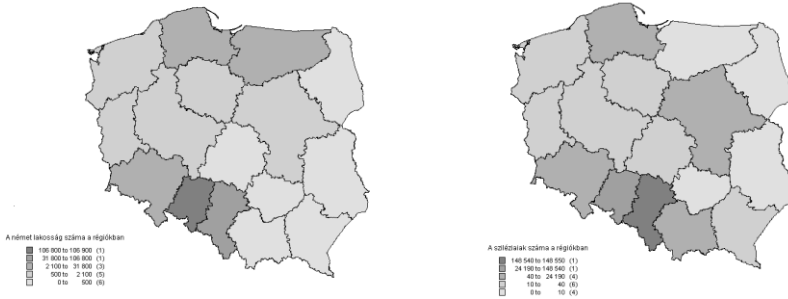 A német lakosság száma a régiókban
106 800 to 106 900 (1)
31 800 to 106 800 (1)
2 100 to 31 800 (3)
500 to 2 100 (5)
0 to 500 (6)
A sziléziaiak száma a régiókban
148 540 to 148 550 (1)
24 190 to 148 540 (1)
40 to 24 190 (4)
10 to 40 (6)
0 to 10 (4)